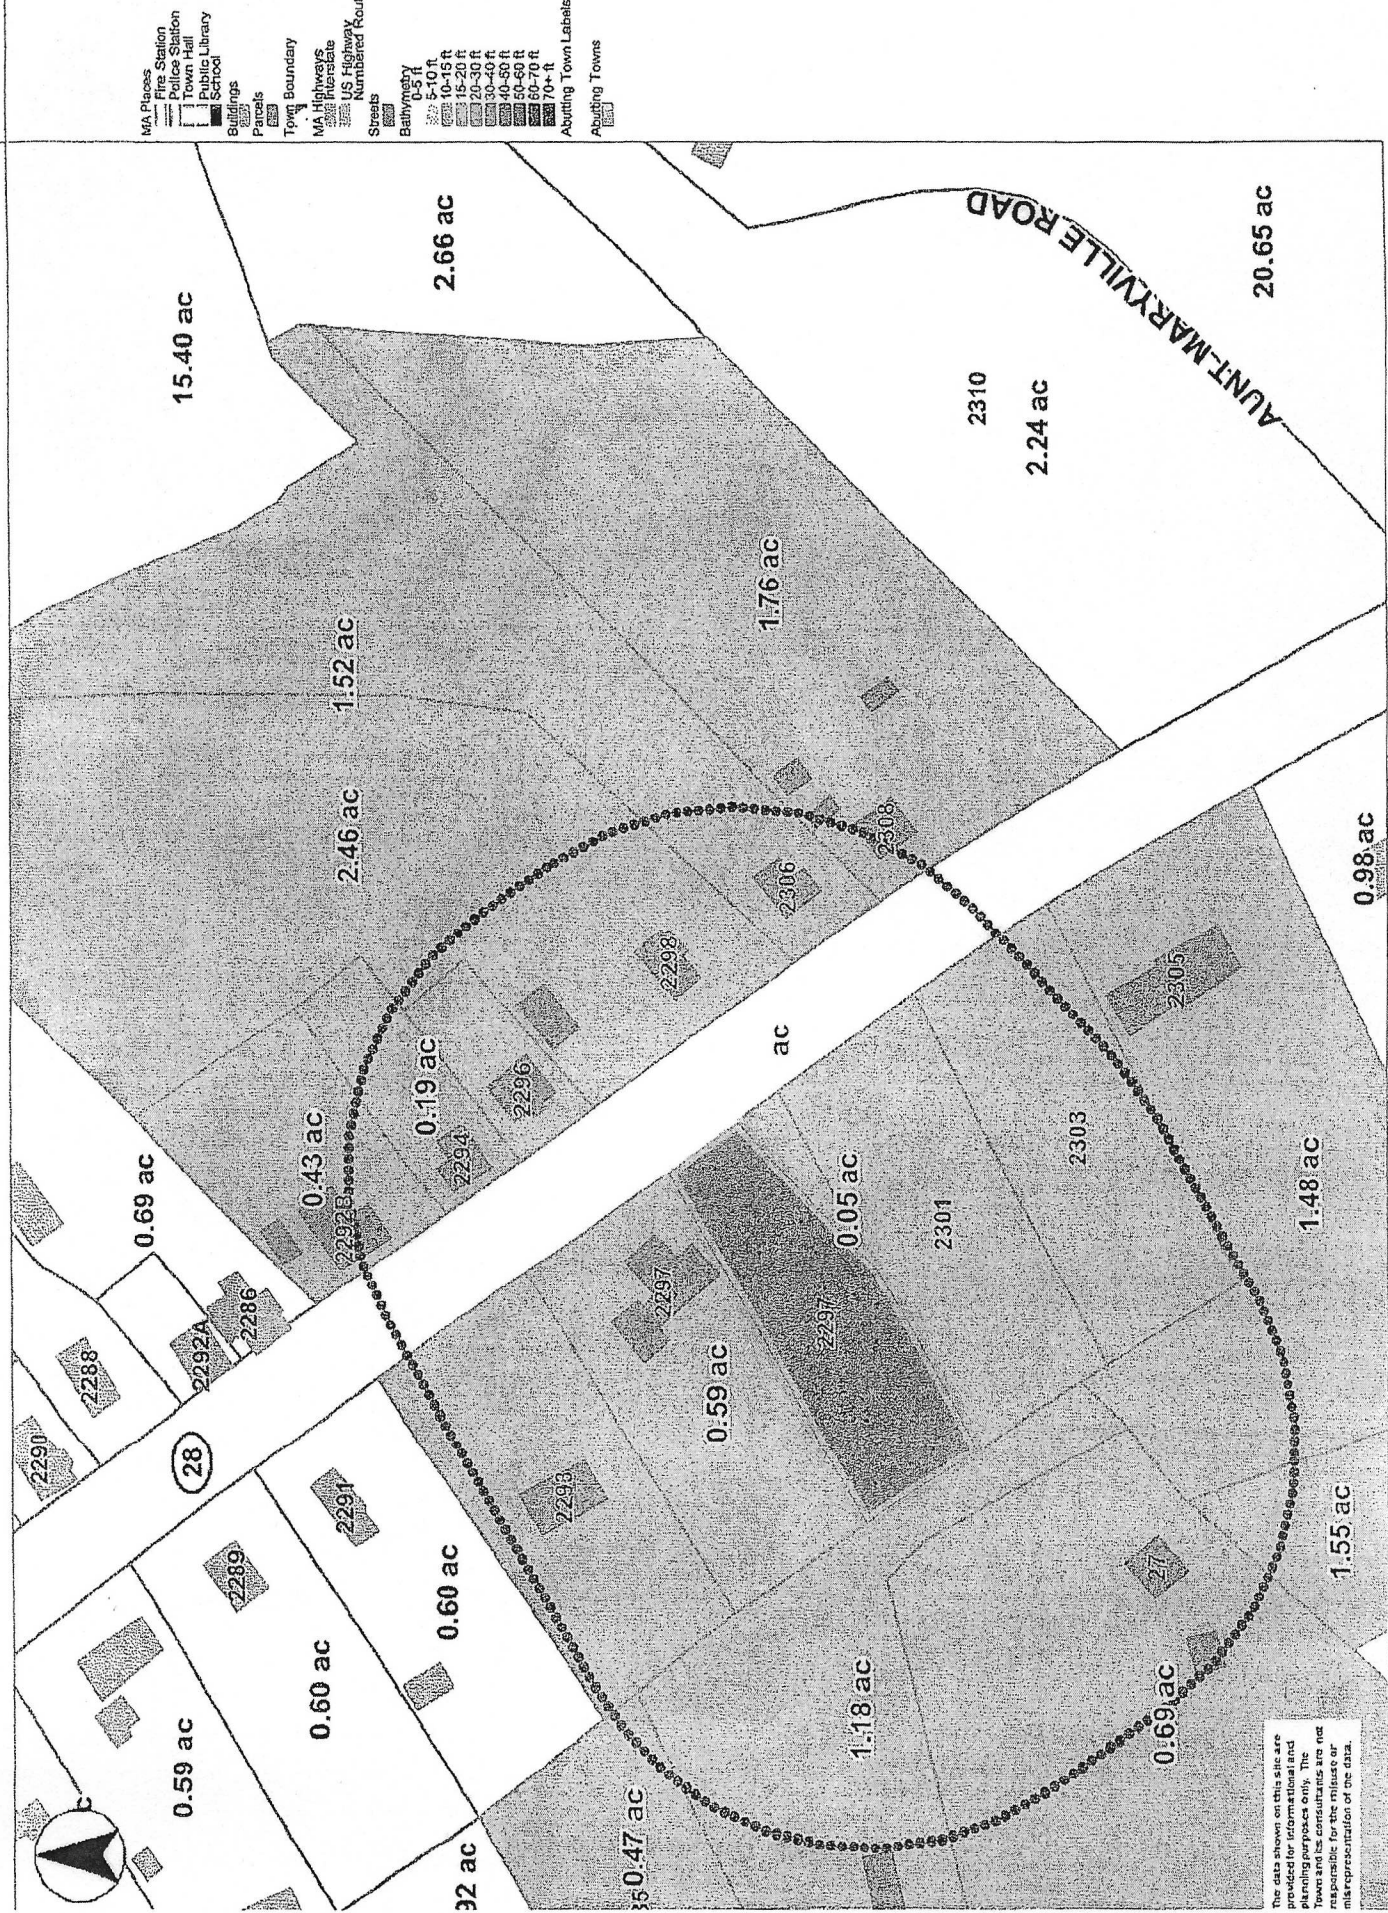 MA Places
Fire Station
Police Station
Town Hall
Public Library
School
Buildings
Parcels
Town Boundary
MA Highways
Interstate
US Highway
Numbered Rout
Streets
Bathymetry
0-5 ft
5-10 ft
10-15 ft
15-20 ft
20-30 ft
30-40 ft
40-50 ft
50-60 ft
60-70 ft
70+ ft
Abutting Town Labels
Abutting Towns
15.40 ac
2.66 ac
AUNT MARYVILLE ROAD
20.65 ac
2310
2.24 ac
1.52 ac
1.76 ac
2.46 ac
2308
2306
0.98 ac
2298
2305
ac
0.19 ac
2296
0.43 ac
2294
2303
0.69 ac
2292B
0.05 ac
2301
1.48 ac
2286
2297
2297
2292A
2288
0.59 ac
2290
28
2293
2291
1.55 ac
2289
27
0.60 ac
0.60 ac
1.18 ac
0.69 ac
0.59 ac
0.47 ac
35
92 ac
The data shown on this site are
provided for informational and
planning purposes only. The
Town and its consultants are not
responsible for the misuse or
misrepresentation of the data.